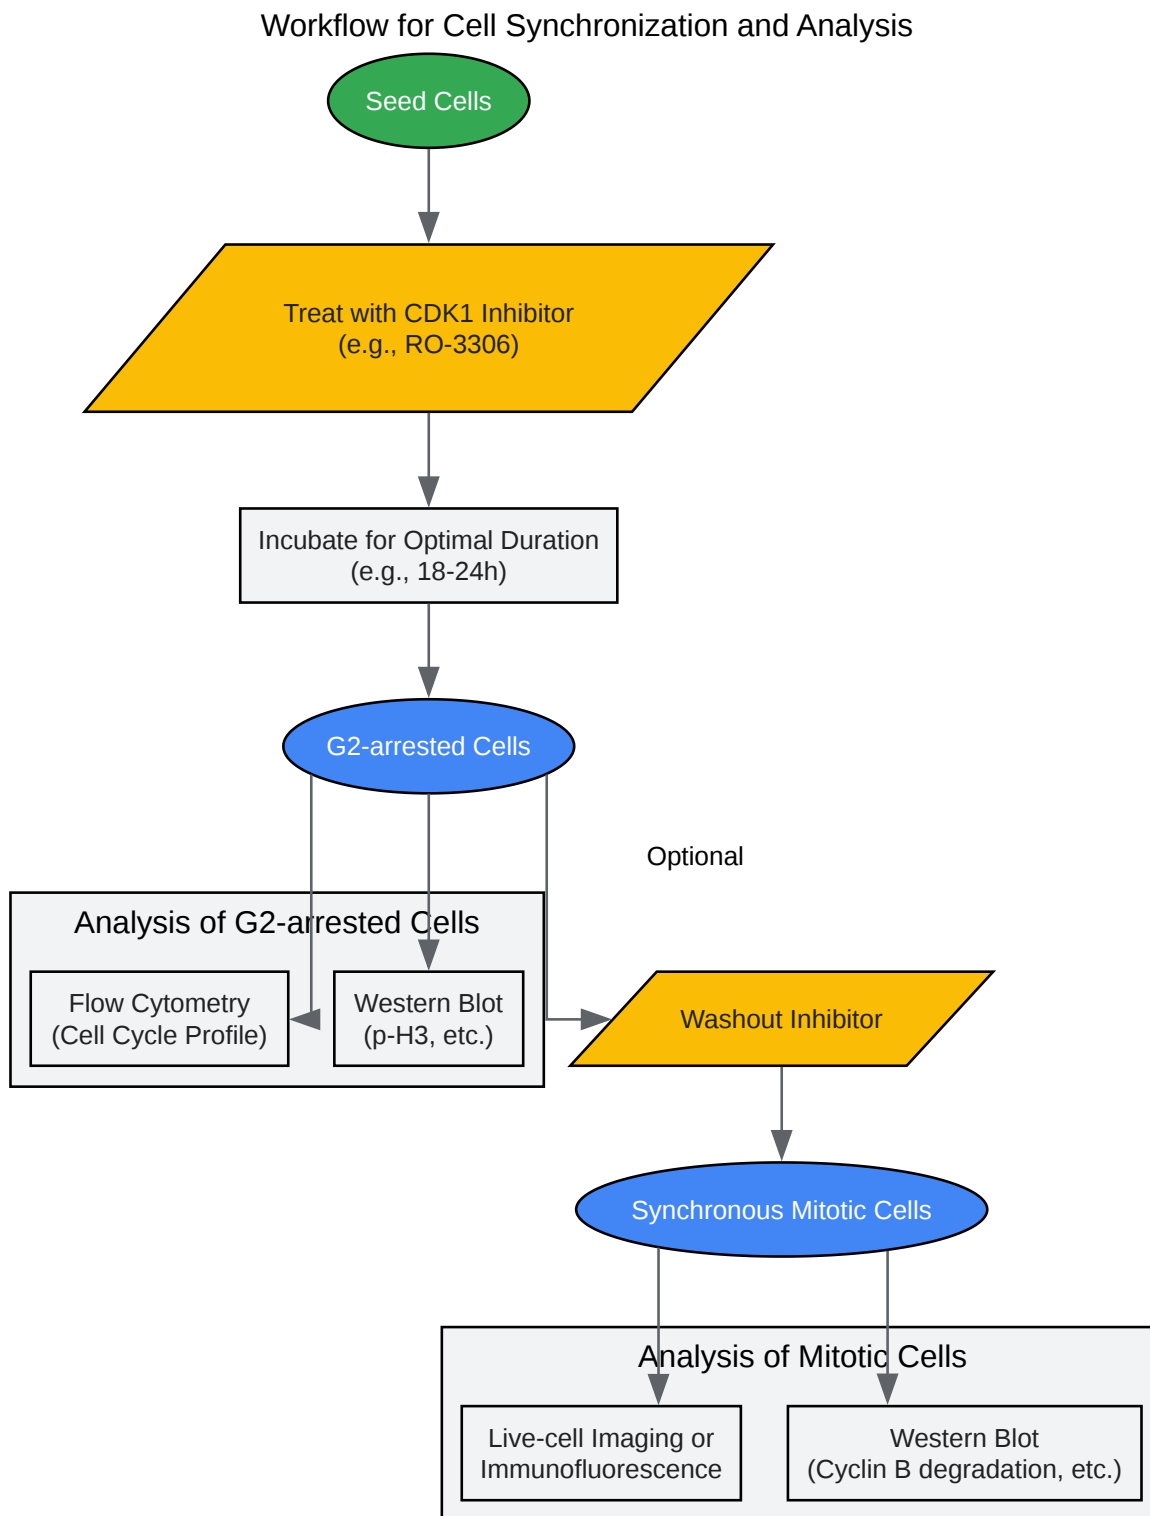 Workflow for Cell Synchronization and Analysis
Seed Cells
Treat with CDK1 Inhibitor
(e.g., RO-3306)
Incubate for Optimal Duration
(e.g., 18-24h)
G2-arrested Cells
Optional
Analysis of G2-arrested Cells
Flow Cytometry
(Cell Cycle Profile)
Western Blot
(p-H3, etc.)
Washout Inhibitor
Synchronous Mitotic Cells
Analysis of Mitotic Cells
Live-cell Imaging or
Immunofluorescence
Western Blot
(Cyclin B degradation, etc.)